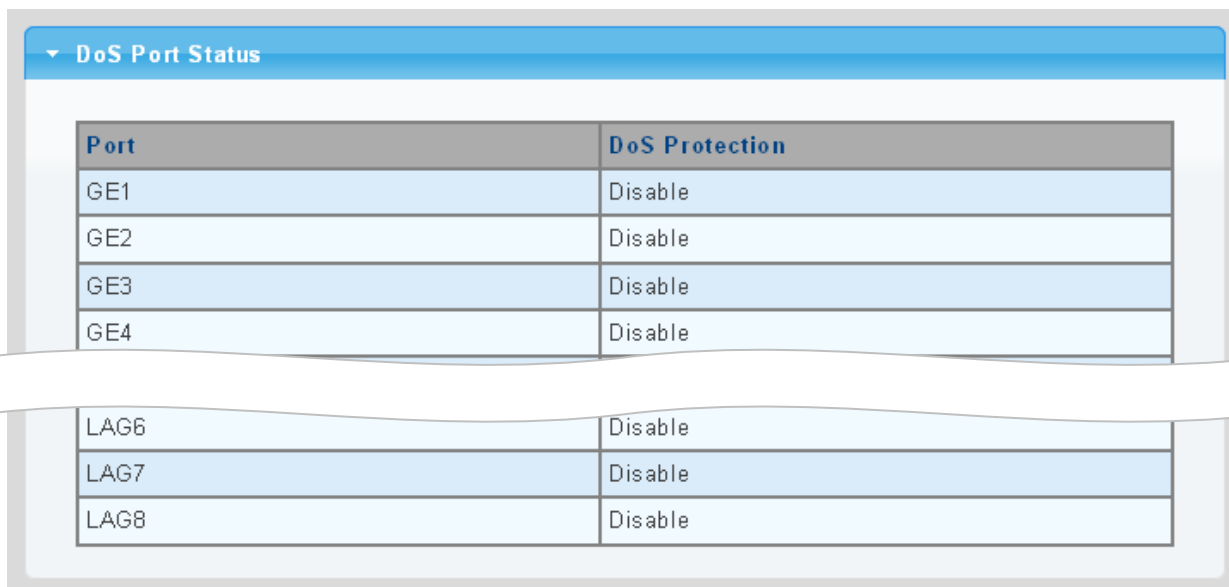 DoS Port Status
Port DoS Protection
GE1 Disable
GE2 Disable
GE3 Disable
GE4 Disable
LAG6 Disable
LAG7 Disable
LAG8 Disable